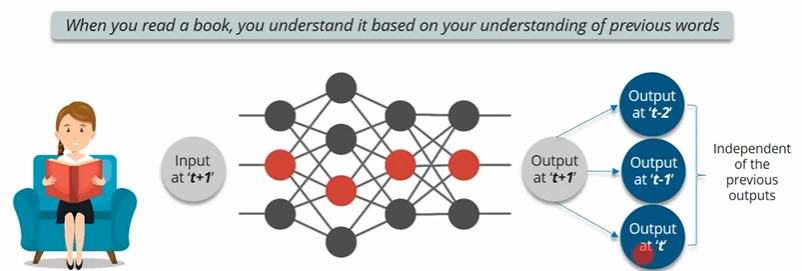 When you read a book, you understand it based on your understanding of previous words
Input
at 't+1'
Output
at 't+1'
Output
at 't-2'
Output
at 't-1'
Output
at 't'
Independent
of the
previous
outputs